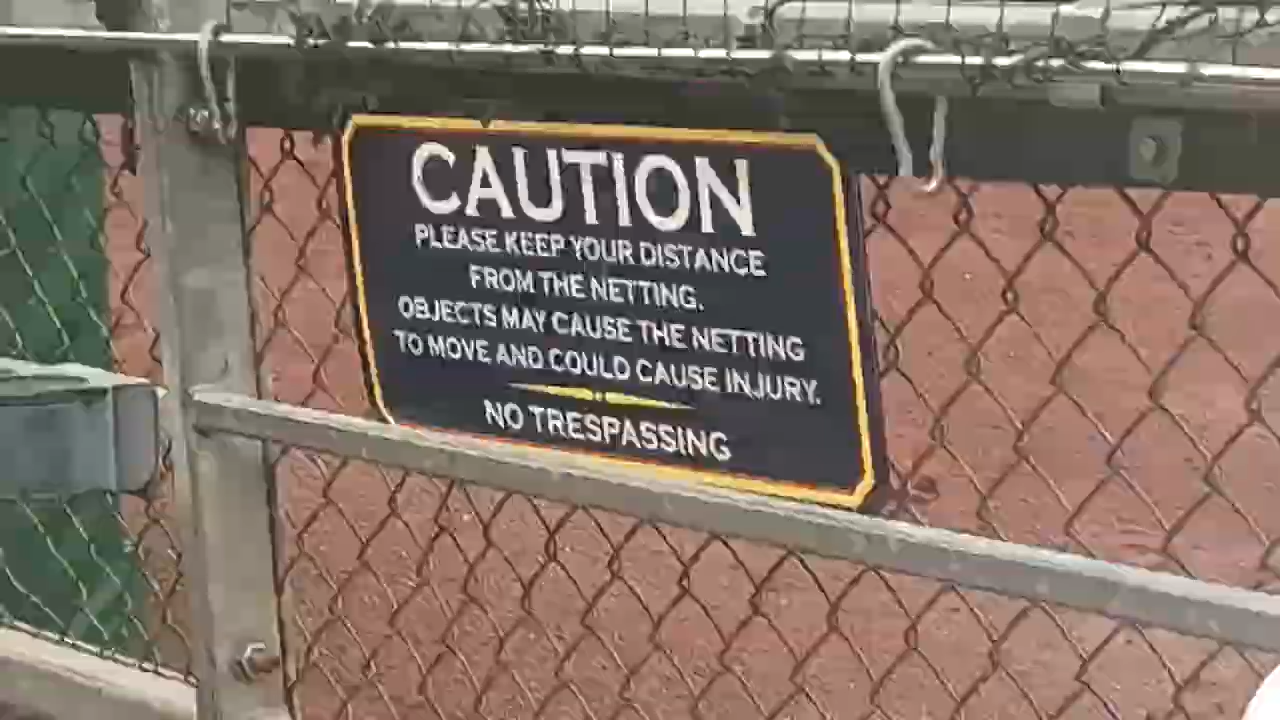 CAUTION
PLEASE KEEP YOUR DISTANCE
FROM THE NETTING.
OBJECTS MAY CAUSE THE NETTING
TO MOVE AND COULD CAUSE INJURY.
NO TRESPASSING